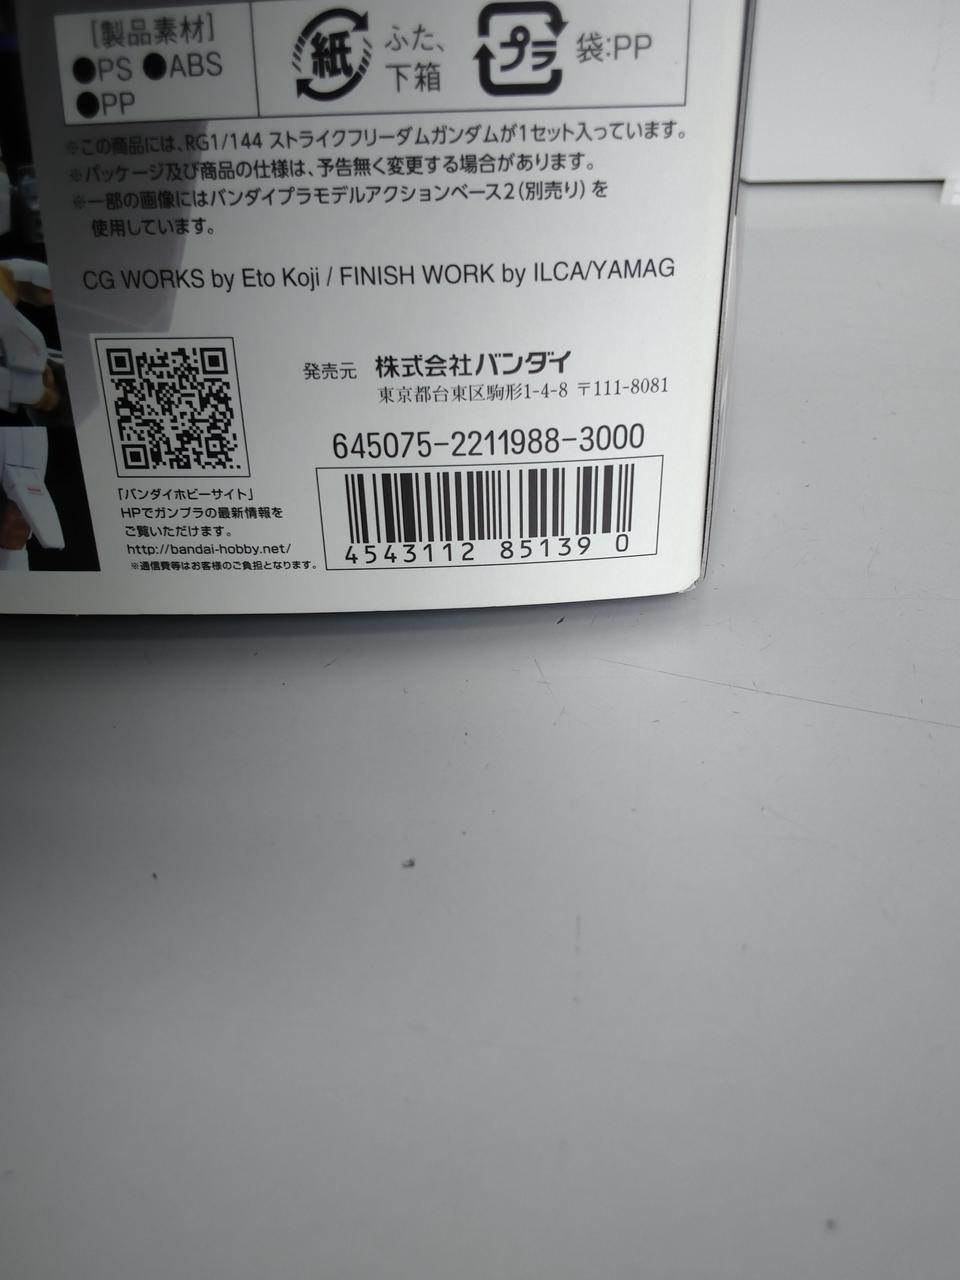 [製品素材]
●PS ●ABS
●PP
紙
ふた、
下箱
プラ
袋:PP
※この商品には、RG1/144 ストライクフリーダムガンダムが1セット入っています。
※パッケージ及び商品の仕様は、予告無く変更する場合があります。
※一部の画像にはバンダイプラモデルアクションベース2(別売り)を
使用しています。
CG WORKS by Eto Koji / FINISH WORK by ILCA/YAMAG
発売元 株式会社バンダイ
東京都台東区駒形1-4-8 〒111-8081
645075-2211988-3000
4543112 85139 0
「バンダイホビーサイト」
HPでガンプラの最新情報を
ご覧いただけます。
http://bandai-hobby.net/
※通信費等はお客様のご負担となります。